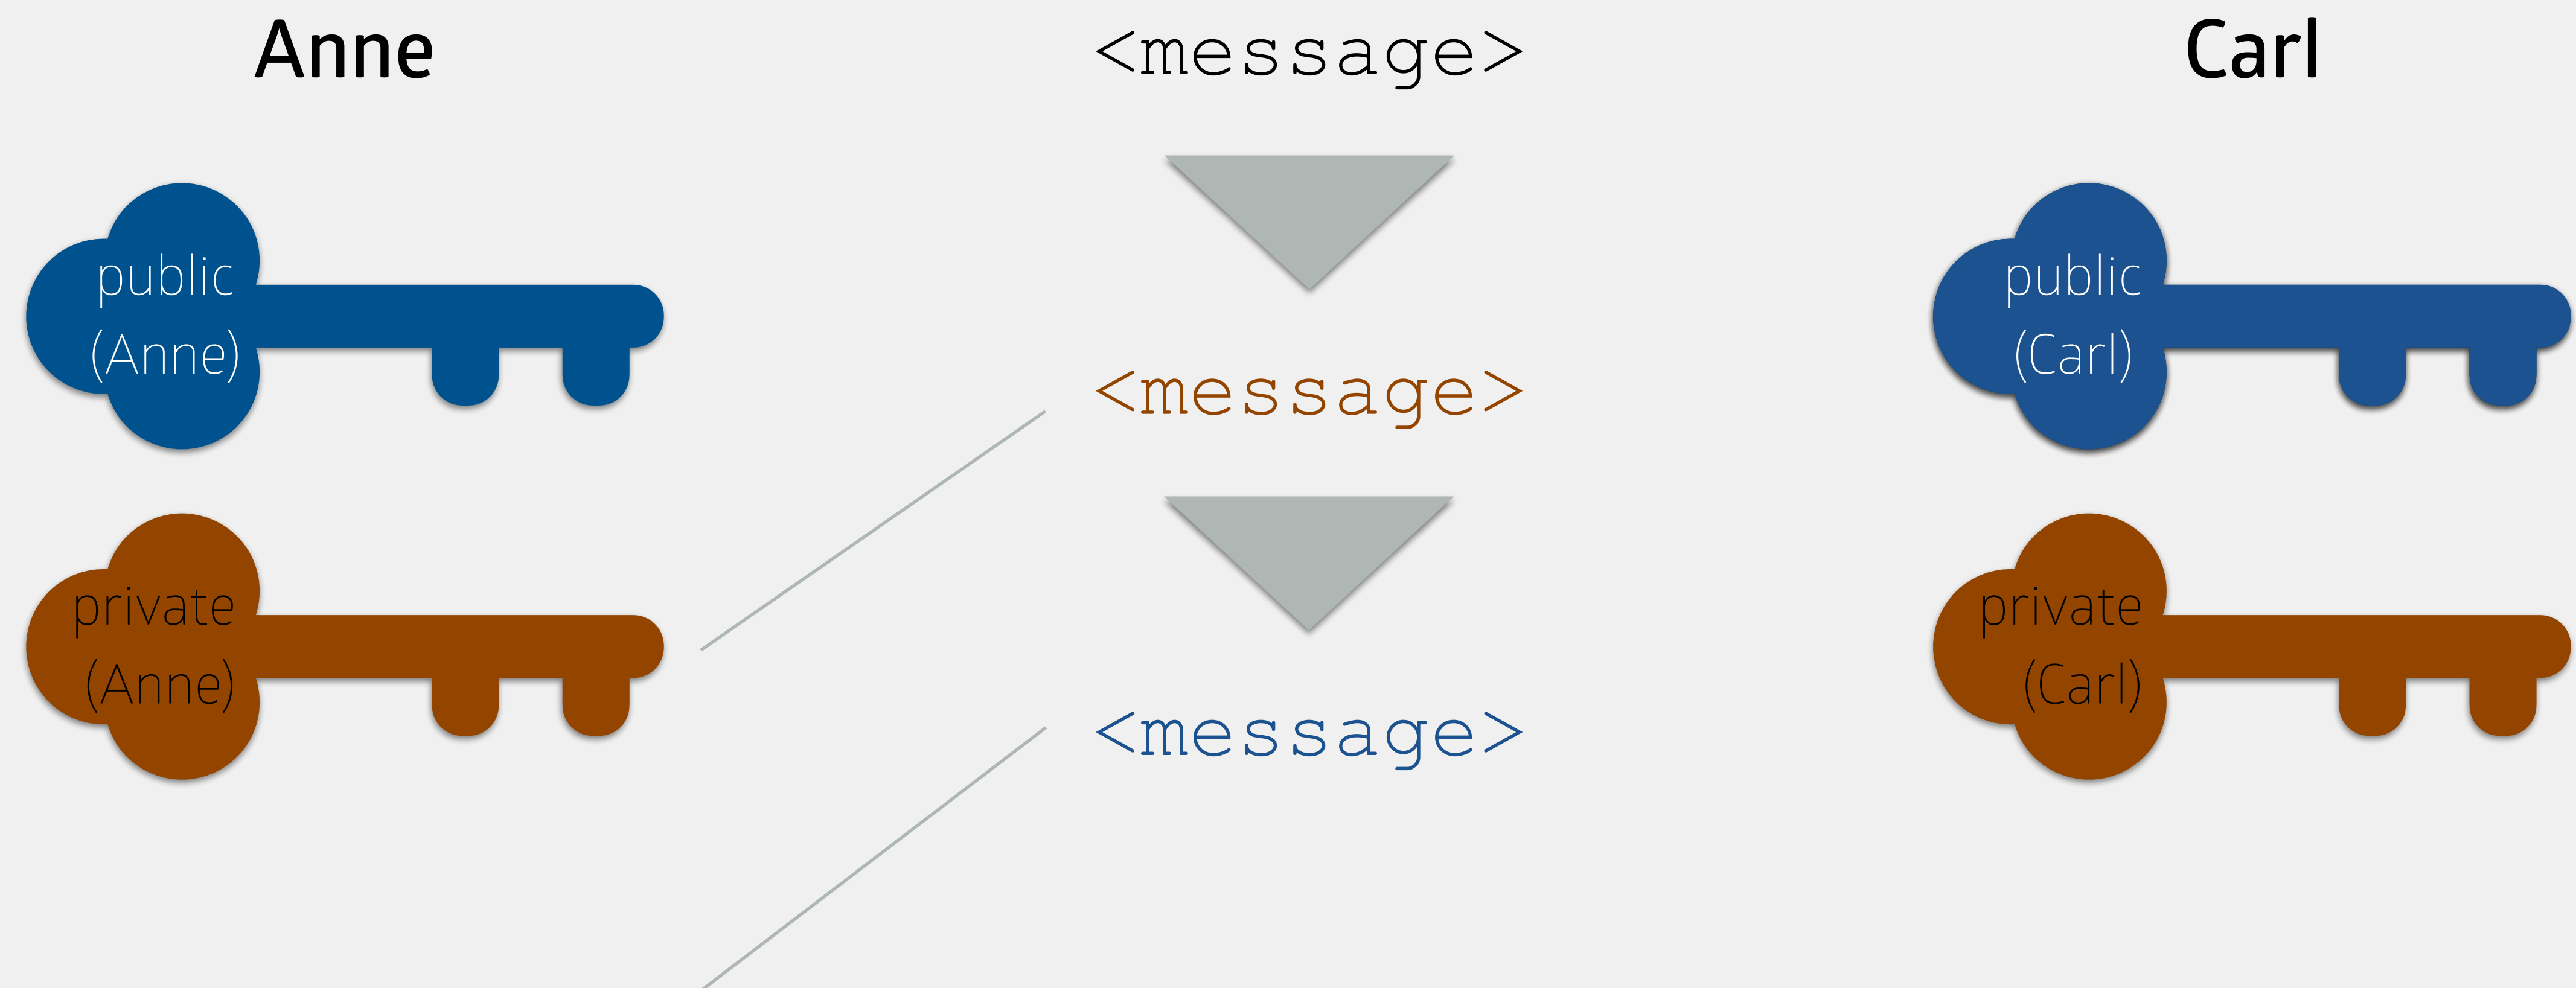 Anne
<message>
Carl
public
(Anne)
public
(Carl)
<message>
private
(Anne)
private
(Carl)
<message>